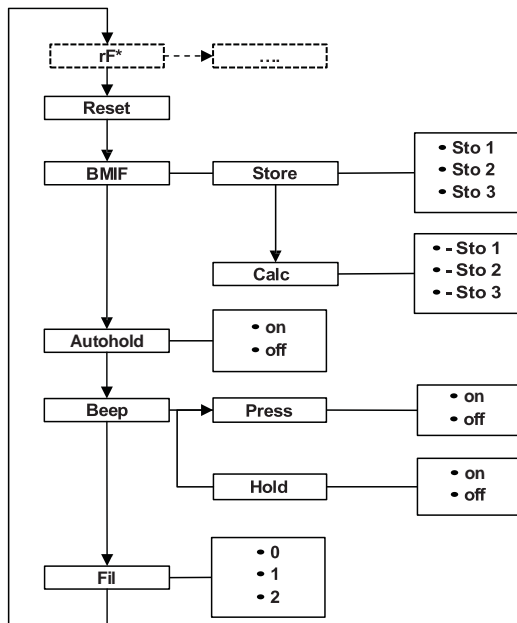 rF*
....
Reset
BMIF
Store
• Sto 1
• Sto 2
• Sto 3
Calc
• - Sto 1
• - Sto 2
• - Sto 3
Autohold
• on
• off
Beep
Press
• on
• off
Hold
• on
• off
Fil
• 0
• 1
• 2